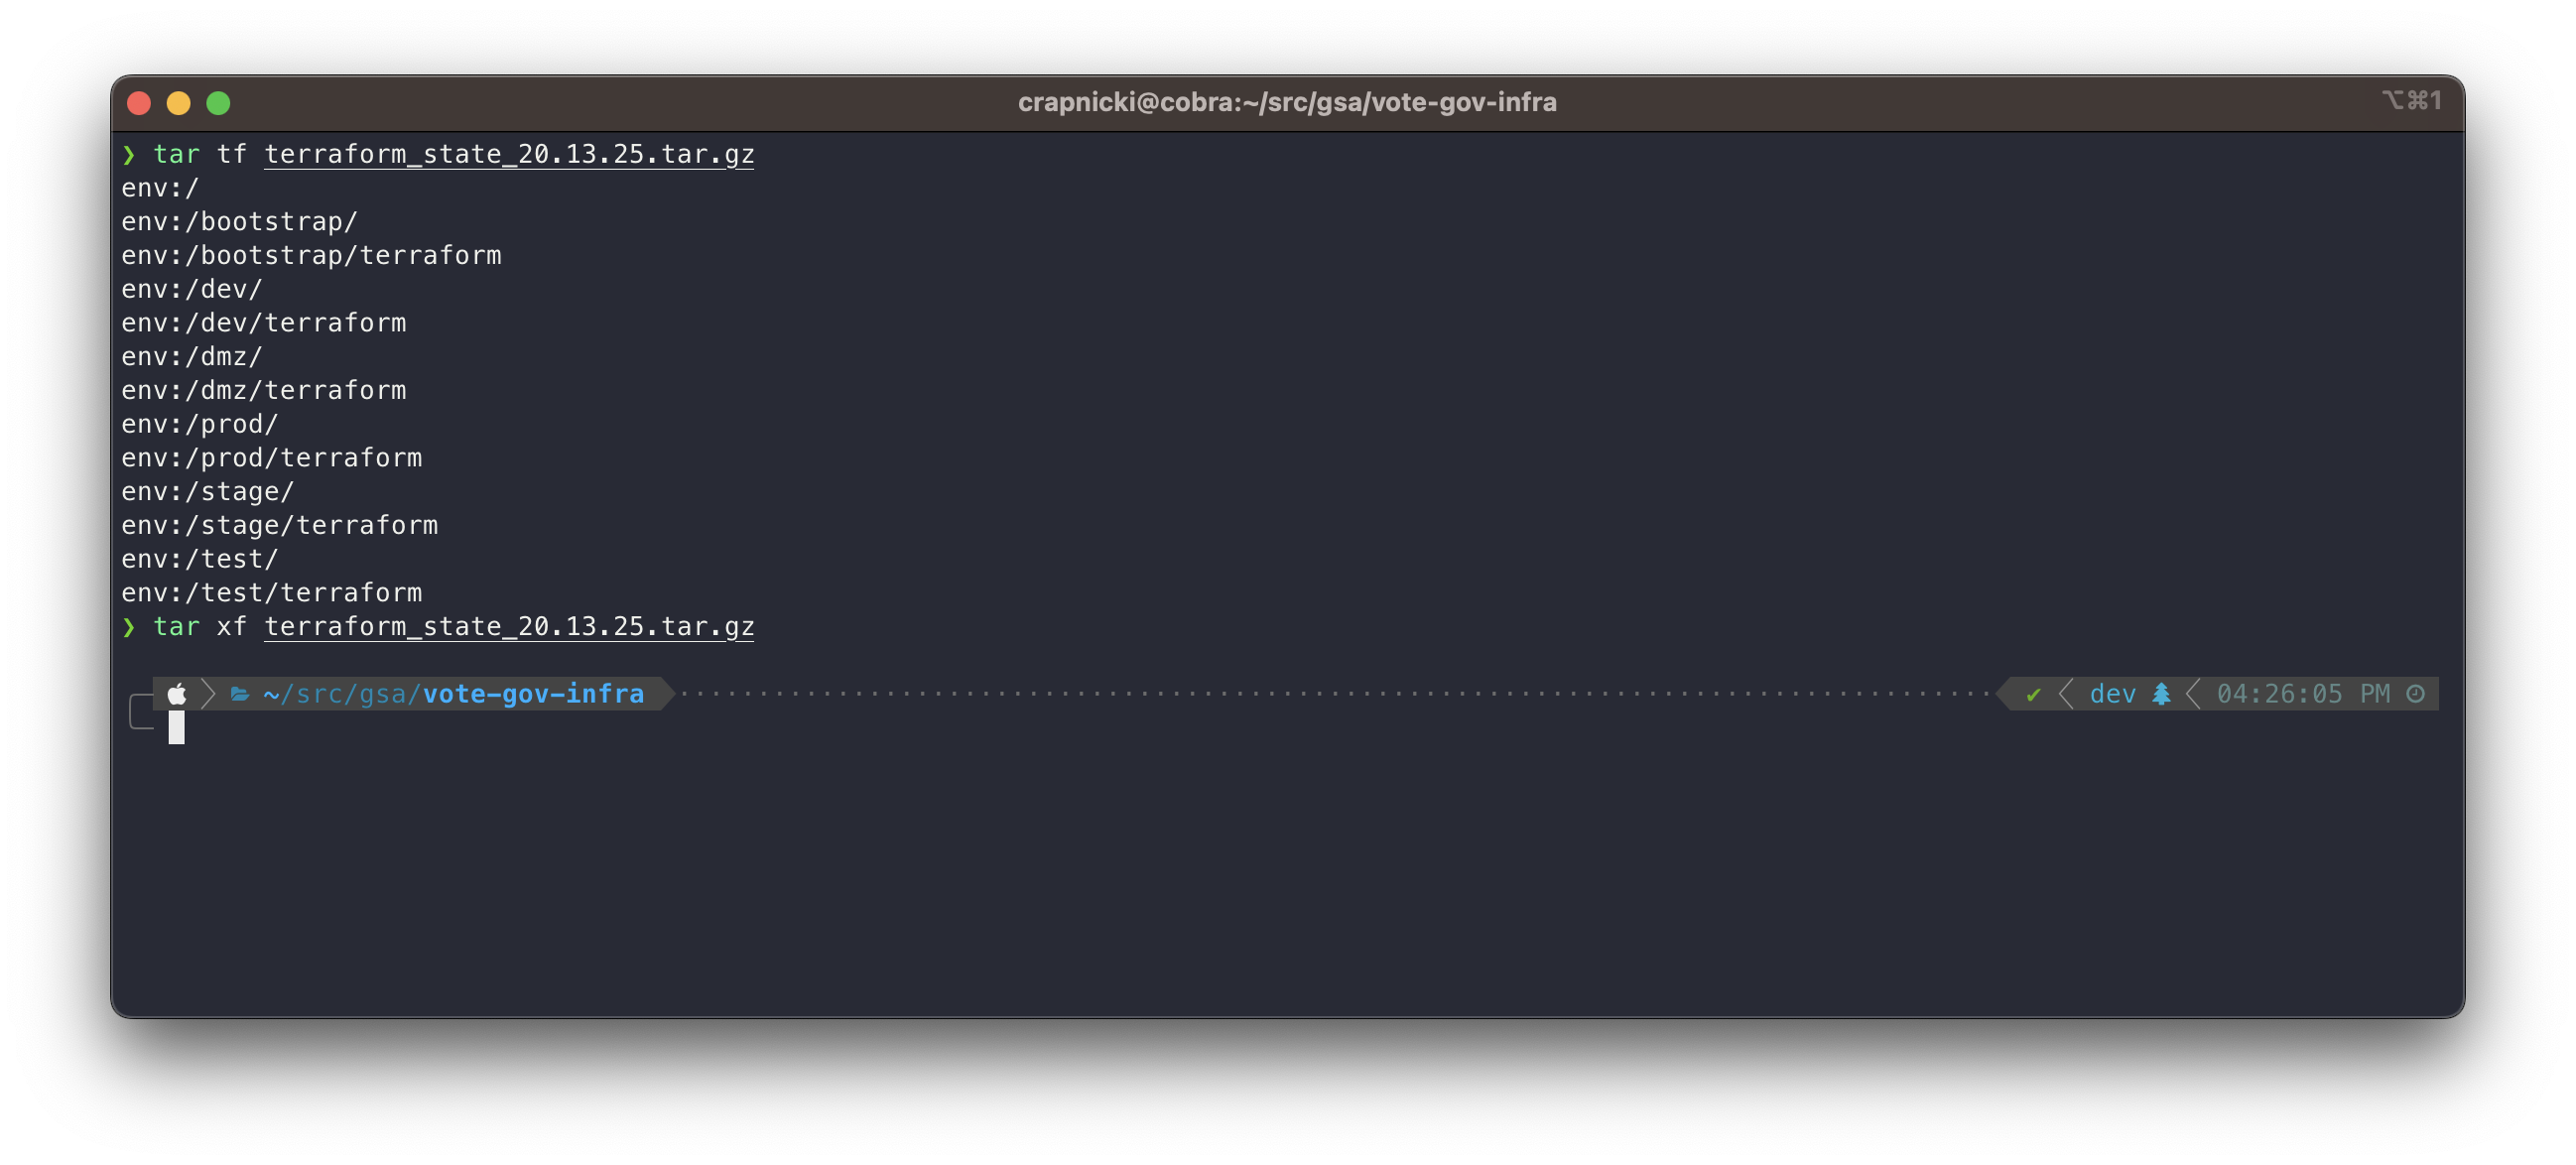 crapnicki@cobra:~/src/gsa/vote-gov-infra ⌥⌘1
❯ tar tf terraform_state_20.13.25.tar.gz
env:/
env:/bootstrap/
env:/bootstrap/terraform
env:/dev/
env:/dev/terraform
env:/dmz/
env:/dmz/terraform
env:/prod/
env:/prod/terraform
env:/stage/
env:/stage/terraform
env:/test/
env:/test/terraform
❯ tar xf terraform_state_20.13.25.tar.gz
~/src/gsa/vote-gov-infra ✔ dev 04:26:05 PM